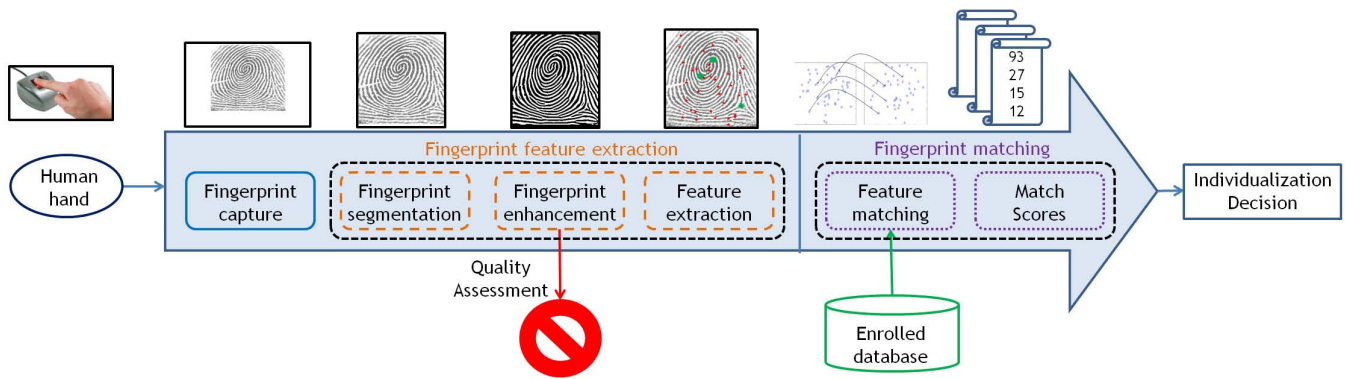 93
27
15
12
Fingerprint feature extraction
Fingerprint matching
Human
hand
Fingerprint
capture
Fingerprint
segmentation
Fingerprint
enhancement
Feature
extraction
Feature
matching
Match
Scores
Individualization
Decision
Quality
Assessment
Enrolled
database